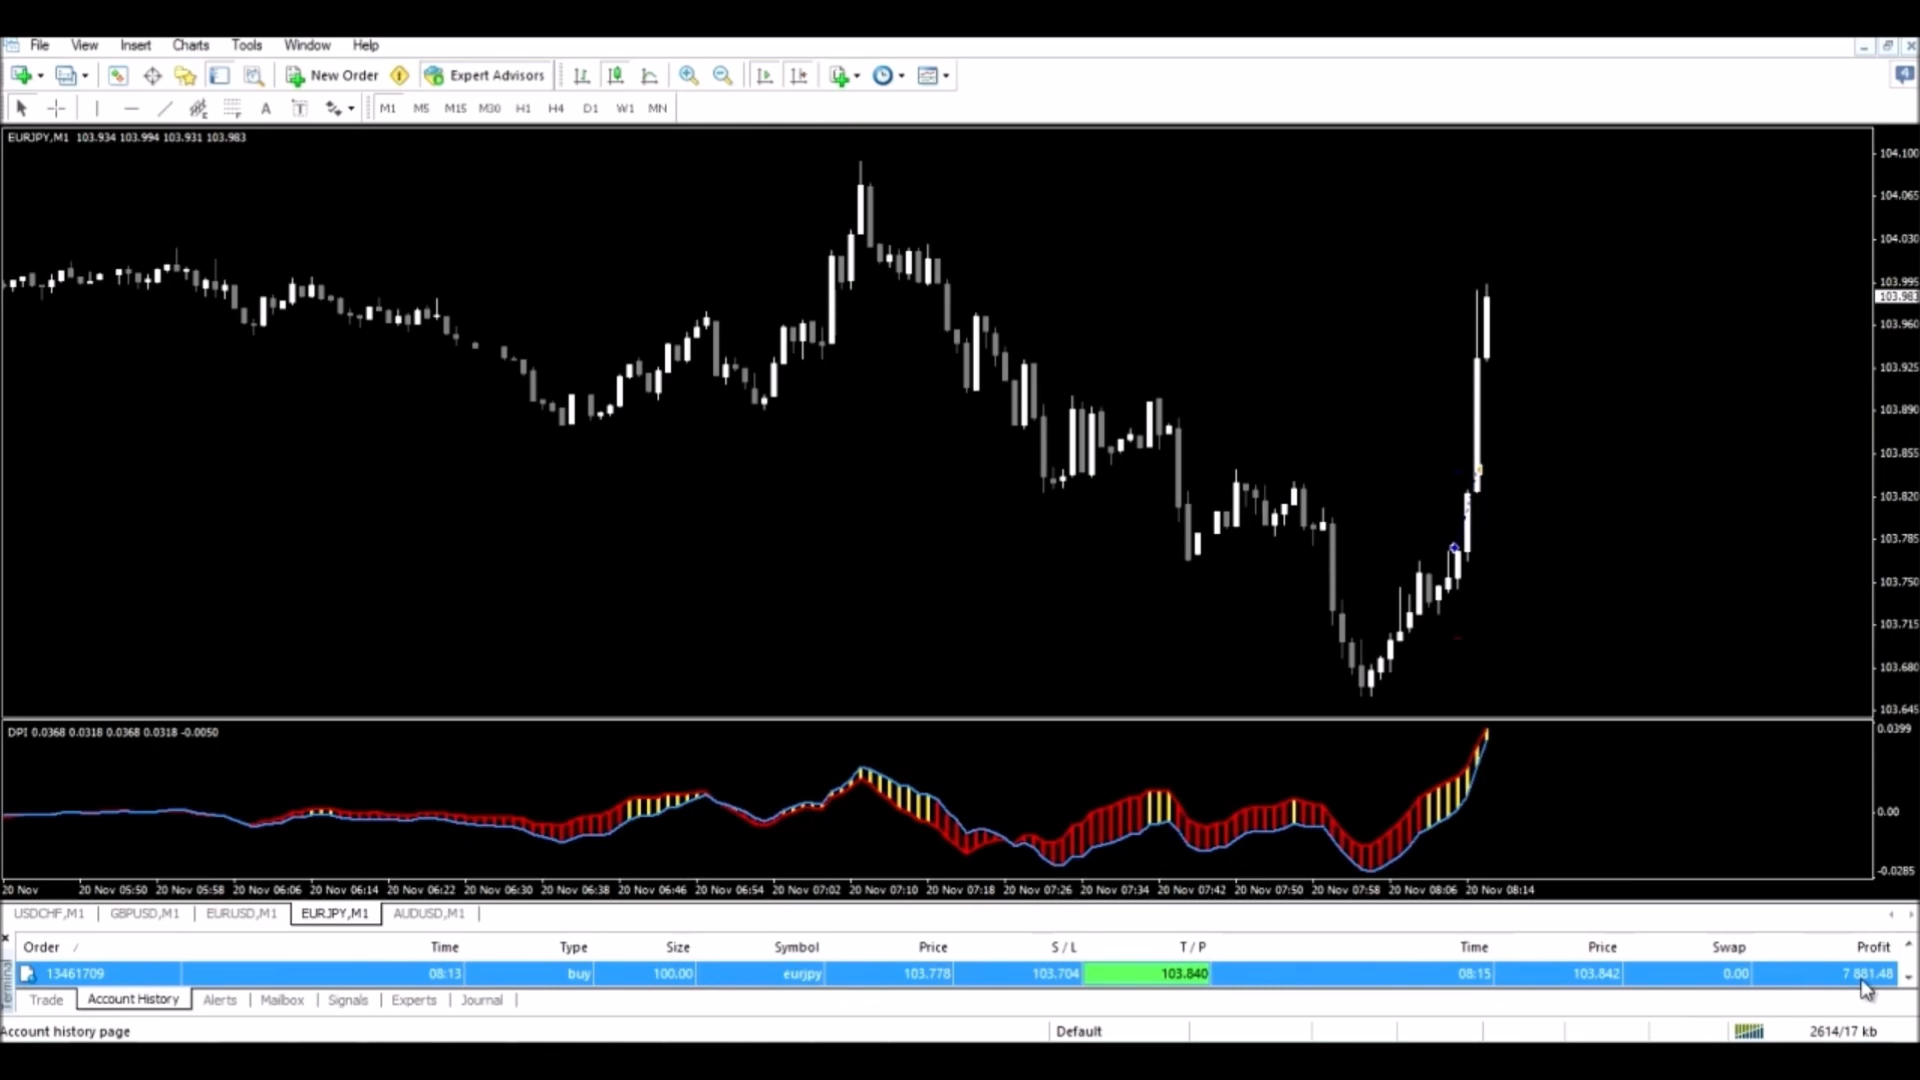 File View Insert Charts Tools Window Help
New Order Expert Advisors
M1 M5 M15 M30 H1 H4 D1 W1 MN
EURJPY,M1 103.934 103.994 103.931 103.983
104.100
104.065
104.030
103.995
103.983
103.960
103.925
103.890
103.855
103.820
103.785
103.750
103.715
103.680
103.645
DPI 0.0368 0.0318 0.0368 0.0318 -0.0050
0.0399
0.00
-0.0285
20 Nov 20 Nov 05:50 20 Nov 05:58 20 Nov 06:06 20 Nov 06:14 20 Nov 06:22 20 Nov 06:30 20 Nov 06:38 20 Nov 06:46 20 Nov 06:54 20 Nov 07:02 20 Nov 07:10 20 Nov 07:18 20 Nov 07:26 20 Nov 07:34 20 Nov 07:42 20 Nov 07:50 20 Nov 07:58 20 Nov 08:06 20 Nov 08:14
USDCHF,M1 GBPUSD,M1 EURUSD,M1 EURJPY,M1 AUDUSD,M1
Order / Time Type Size Symbol Price S / L T / P Time Price Swap Profit
13461709 08:13 buy 100.00 eurjpy 103.778 103.704 103.840 08:15 103.842 0.00 7 881.48
Terminal
Trade Account History Alerts Mailbox Signals Experts Journal
Account history page Default 2614/17 kb